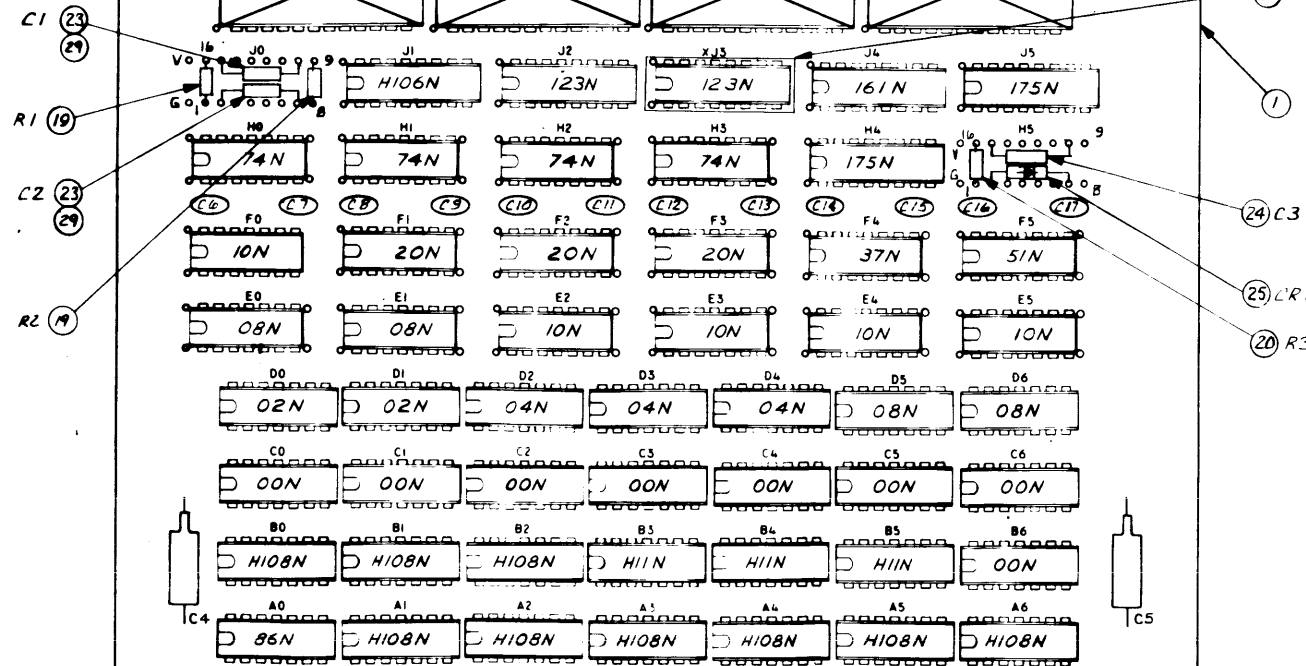 C1 23
29
V 16 J0 9
J1 J2 XJ3 J4 J5
H106N 123N 123N 161N 175N
G 1 8
R1 19
1
H0 H1 H2 H3 H4 16 H5 9
74N 74N 74N 74N 175N
V
G 1 8
C2 23
29
C6 C7 C8 C9 C10 C11 C12 C13 C14 C15 C16 C17
24 C3
F0 F1 F2 F3 F4 F5
10N 20N 20N 20N 37N 51N
25 CR
E0 E1 E2 E3 E4 E5
R2 19
08N 08N 10N 10N 10N 10N
20 R3
D0 D1 D2 D3 D4 D5 D6
02N 02N 04N 04N 04N 08N 08N
C0 C1 C2 C3 C4 C5 C6
00N 00N 00N 00N 00N 00N 00N
B0 B1 B2 B3 B4 B5 B6
H108N H108N H108N H11N H11N H11N 00N
C4 C5
A0 A1 A2 A3 A4 A5 A6
86N H108N H108N H108N H108N H108N H108N